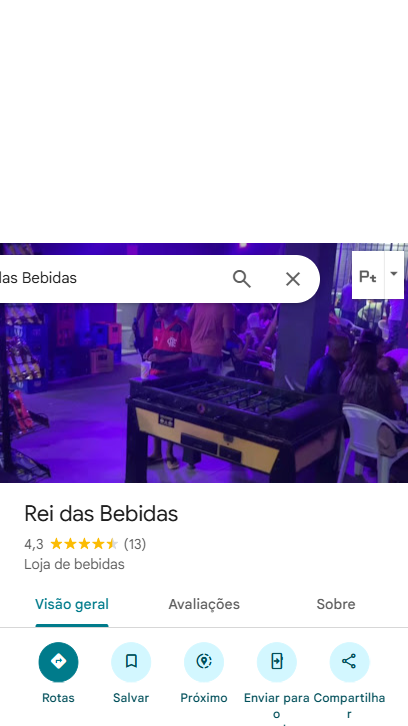 das Bebidas
Pt
Rei das Bebidas
4,3 (13)
Loja de bebidas
Visão geral Avaliações Sobre
Rotas Salvar Próximo Enviar para o Compartilhar